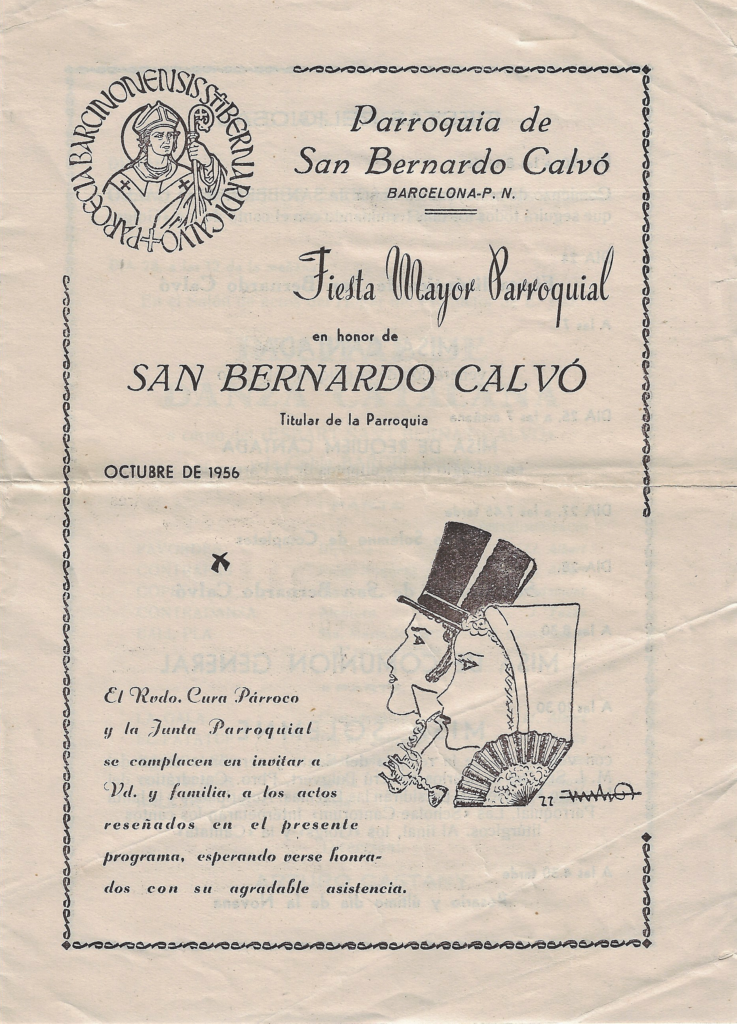 PAROECIA BARCINONENSIS S. BERNARDI CALVO
Parroquia de
San Bernardo Calvó
BARCELONA-P. N.
Fiesta Mayor Parroquial
en honor de
SAN BERNARDO CALVÓ
Titular de la Parroquia
OCTUBRE DE 1956
El Rvdo. Cura Párroco
y la Junta Parroquial
se complacen en invitar a
Vd. y familia, a los actos
reseñados en el presente
programa, esperando verse honra-
dos con su agradable asistencia.